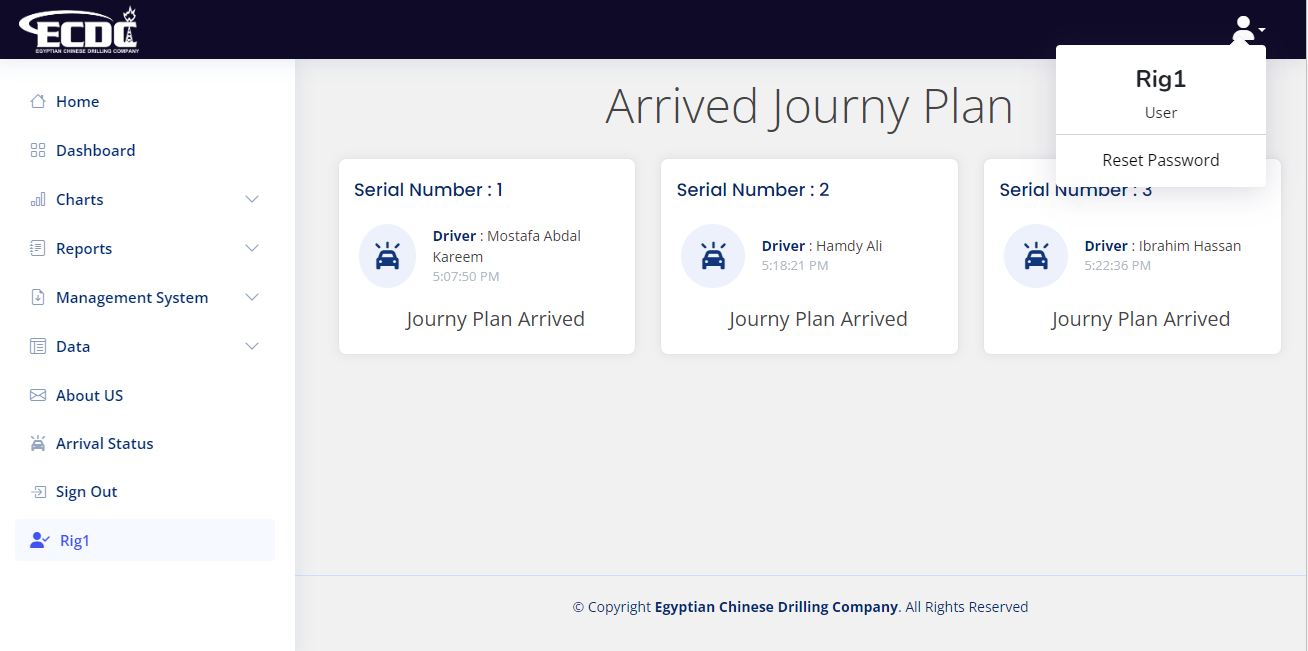 ECDC
EGYPTIAN CHINESE DRILLING COMPANY
Rig1
User
Reset Password
Home
Dashboard
Charts
Reports
Management System
Data
About US
Arrival Status
Sign Out
Rig1
Arrived Journy Plan
Serial Number : 1
Driver : Mostafa Abdal
Kareem
5:07:50 PM
Journy Plan Arrived
Serial Number : 2
Driver : Hamdy Ali
5:18:21 PM
Journy Plan Arrived
Serial Number : 3
Driver : Ibrahim Hassan
5:22:36 PM
Journy Plan Arrived
© Copyright Egyptian Chinese Drilling Company. All Rights Reserved